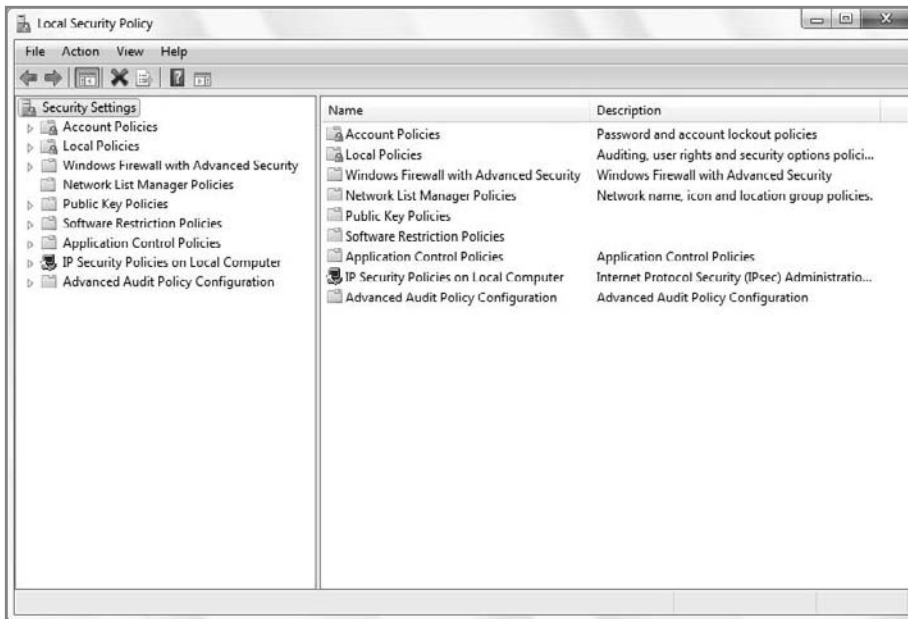 Local Security Policy
File Action View Help
Security Settings
Account Policies
Local Policies
Windows Firewall with Advanced Security
Network List Manager Policies
Public Key Policies
Software Restriction Policies
Application Control Policies
IP Security Policies on Local Computer
Advanced Audit Policy Configuration
Name Description
Account Policies Password and account lockout policies
Local Policies Auditing, user rights and security options polici...
Windows Firewall with Advanced Security Windows Firewall with Advanced Security
Network List Manager Policies Network name, icon and location group policies.
Public Key Policies
Software Restriction Policies
Application Control Policies Application Control Policies
IP Security Policies on Local Computer Internet Protocol Security (IPsec) Administratio...
Advanced Audit Policy Configuration Advanced Audit Policy Configuration